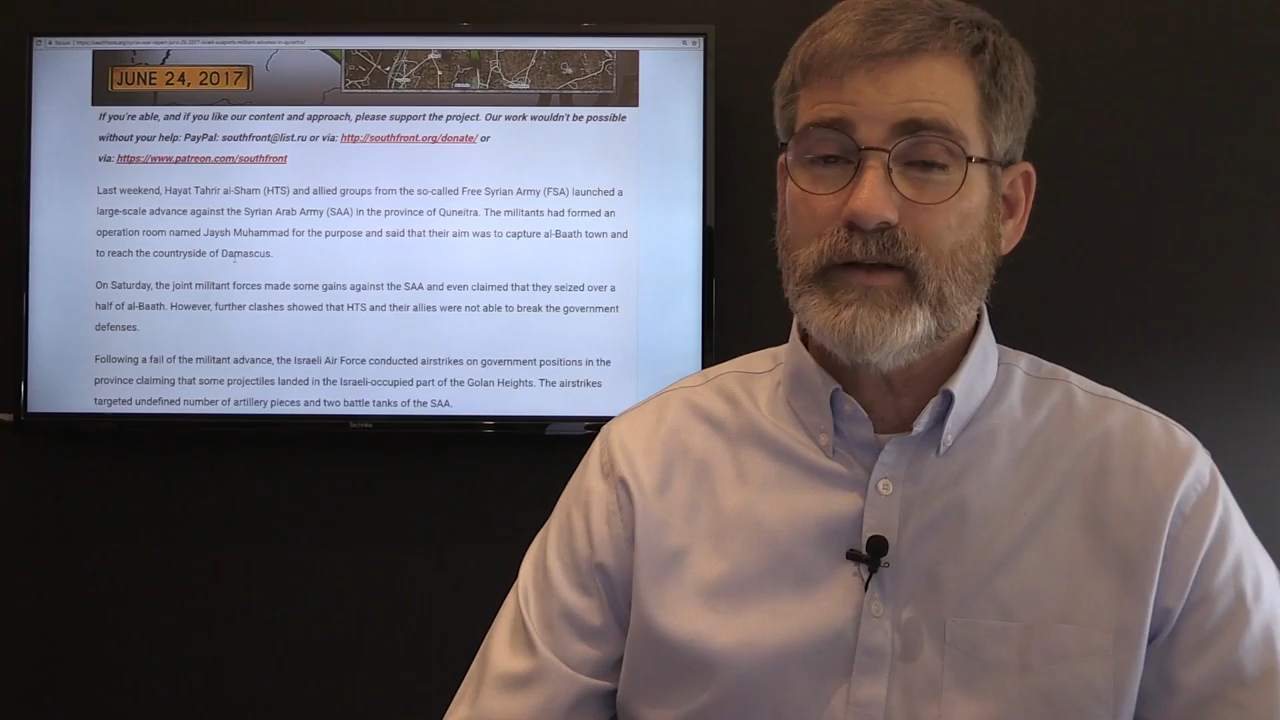 JUNE 24, 2017
If you're able, and if you like our content and approach, please support the project. Our work wouldn't be possible
without your help: PayPal: southfront@list.ru or via: http://southfront.org/donate/ or
via: https://www.patreon.com/southfront
Last weekend, Hayat Tahrir al-Sham (HTS) and allied groups from the so-called Free Syrian Army (FSA) launched a
large-scale advance against the Syrian Arab Army (SAA) in the province of Quneitra. The militants had formed an
operation room named Jaysh Muhammad for the purpose and said that their aim was to capture al-Baath town and
to reach the countryside of Damascus.
On Saturday, the joint militant forces made some gains against the SAA and even claimed that they seized over a
half of al-Baath. However, further clashes showed that HTS and their allies were not able to break the government
defenses.
Following a fail of the militant advance, the Israeli Air Force conducted airstrikes on government positions in the
province claiming that some projectiles landed in the Israeli-occupied part of the Golan Heights. The airstrikes
targeted undefined number of artillery pieces and two battle tanks of the SAA.